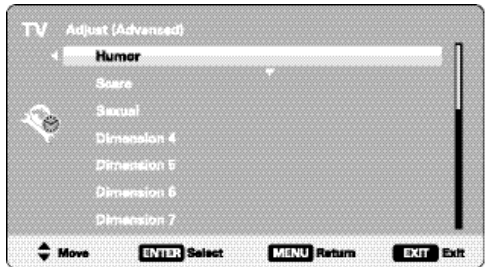 TV Adjust (Advanced)
Humor
Scare
Sexual
Dimension 4
Dimension 5
Dimension 6
Dimension 7
Move ENTER Select MENU Return EXIT Exit